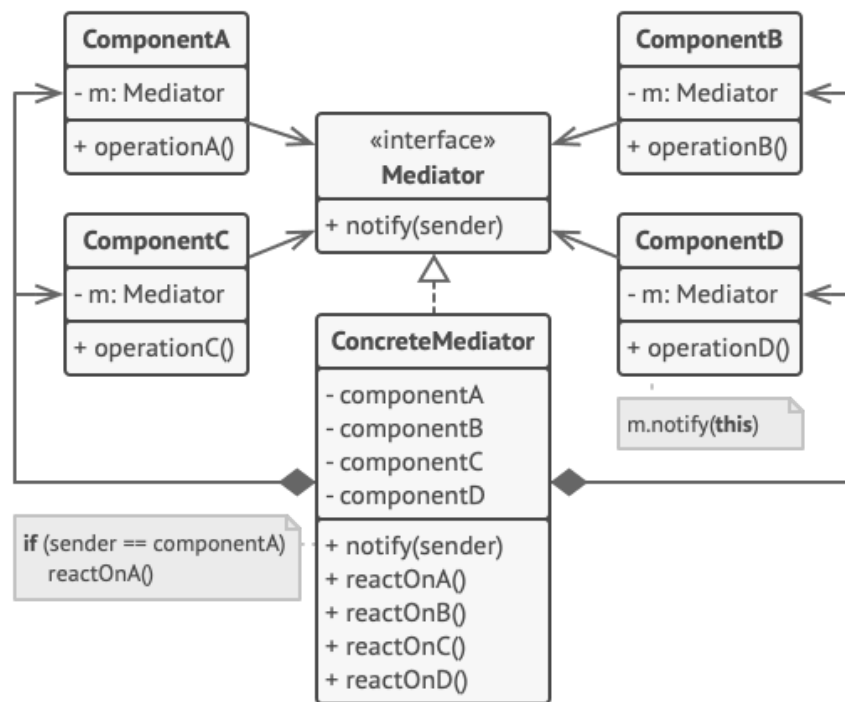 ComponentA
- m: Mediator
+ operationA()
ComponentB
- m: Mediator
+ operationB()
«interface»
Mediator
+ notify(sender)
ComponentC
- m: Mediator
+ operationC()
ComponentD
- m: Mediator
+ operationD()
ConcreteMediator
- componentA
- componentB
- componentC
- componentD
+ notify(sender)
+ reactOnA()
+ reactOnB()
+ reactOnC()
+ reactOnD()
m.notify(this)
if (sender == componentA)
reactOnA()